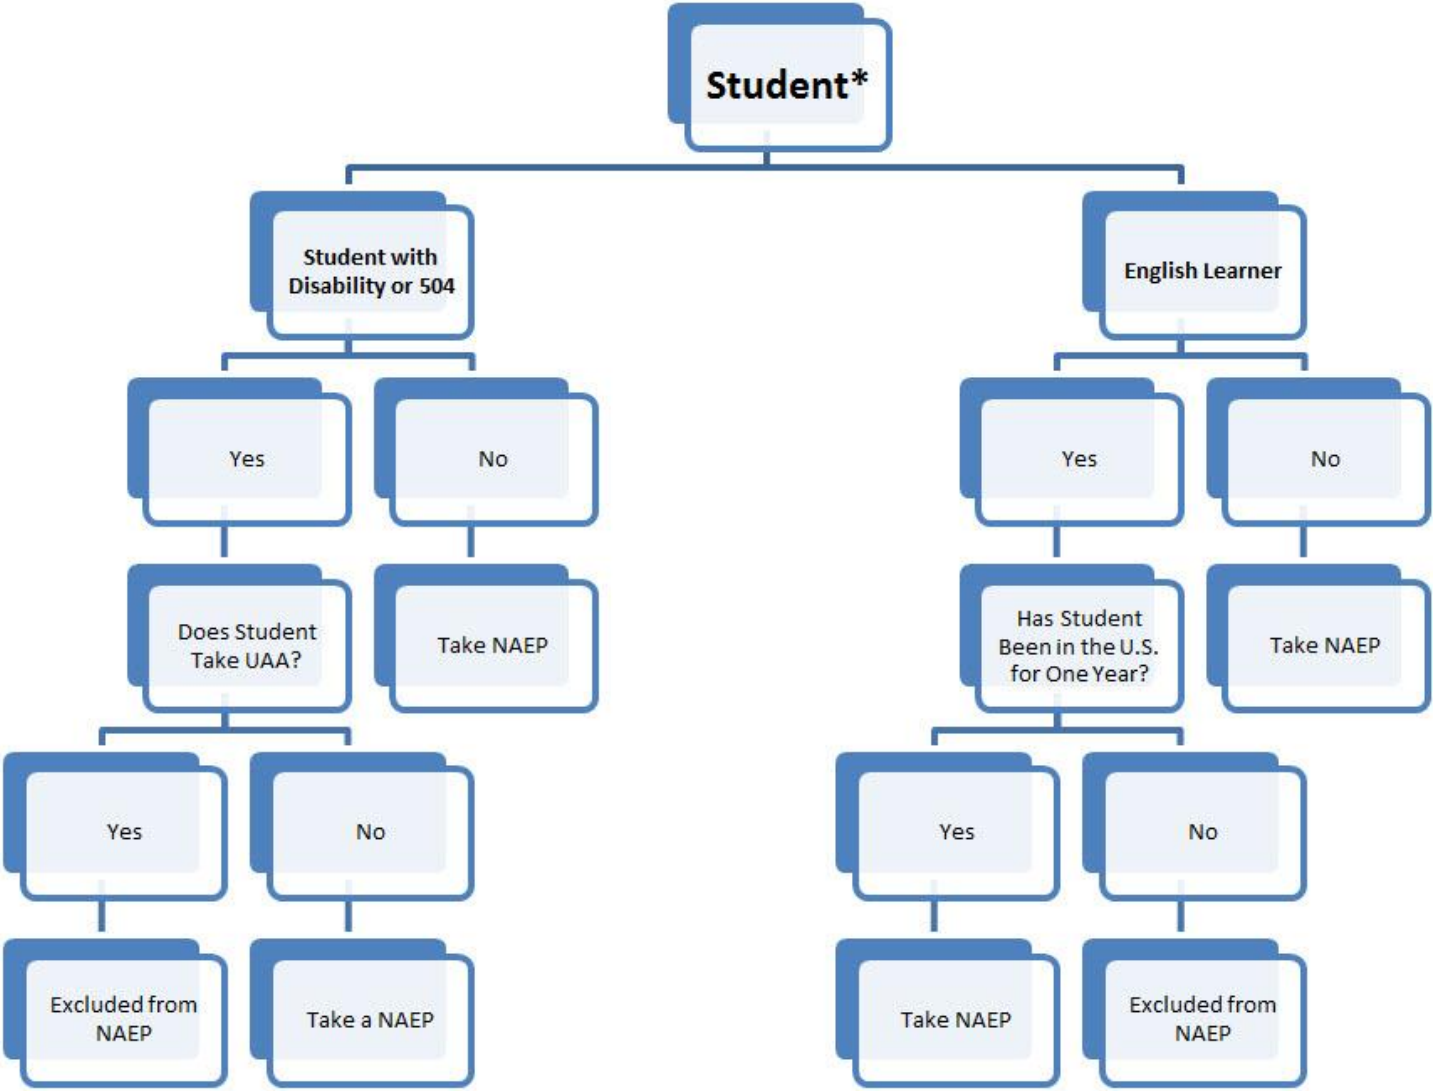 Student*
Student with
Disability or 504
English Learner
Yes
No
Yes
No
Does Student
Take UAA?
Take NAEP
Has Student
Been in the U.S.
for One Year?
Take NAEP
Yes
No
Yes
No
Excluded from
NAEP
Take a NAEP
Take NAEP
Excluded from
NAEP